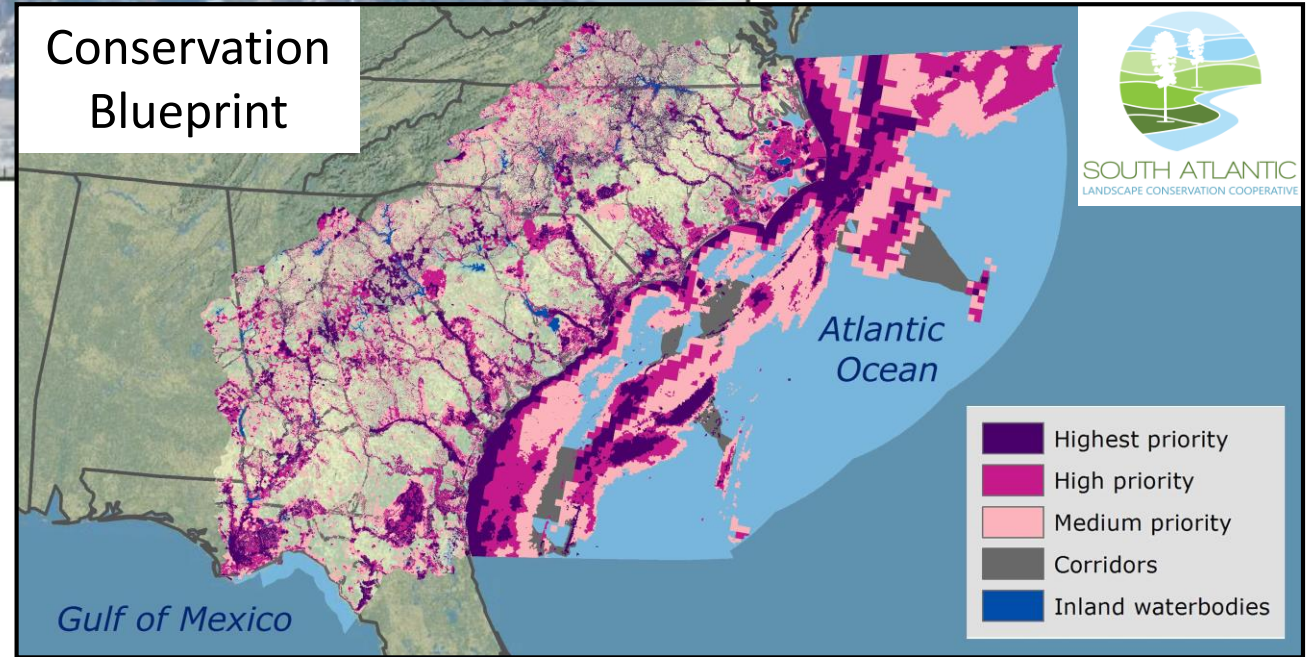 Conservation
Blueprint
SOUTH ATLANTIC
LANDSCAPE CONSERVATION COOPERATIVE
Atlantic
Ocean
Highest priority
High priority
Medium priority
Corridors
Inland waterbodies
Gulf of Mexico